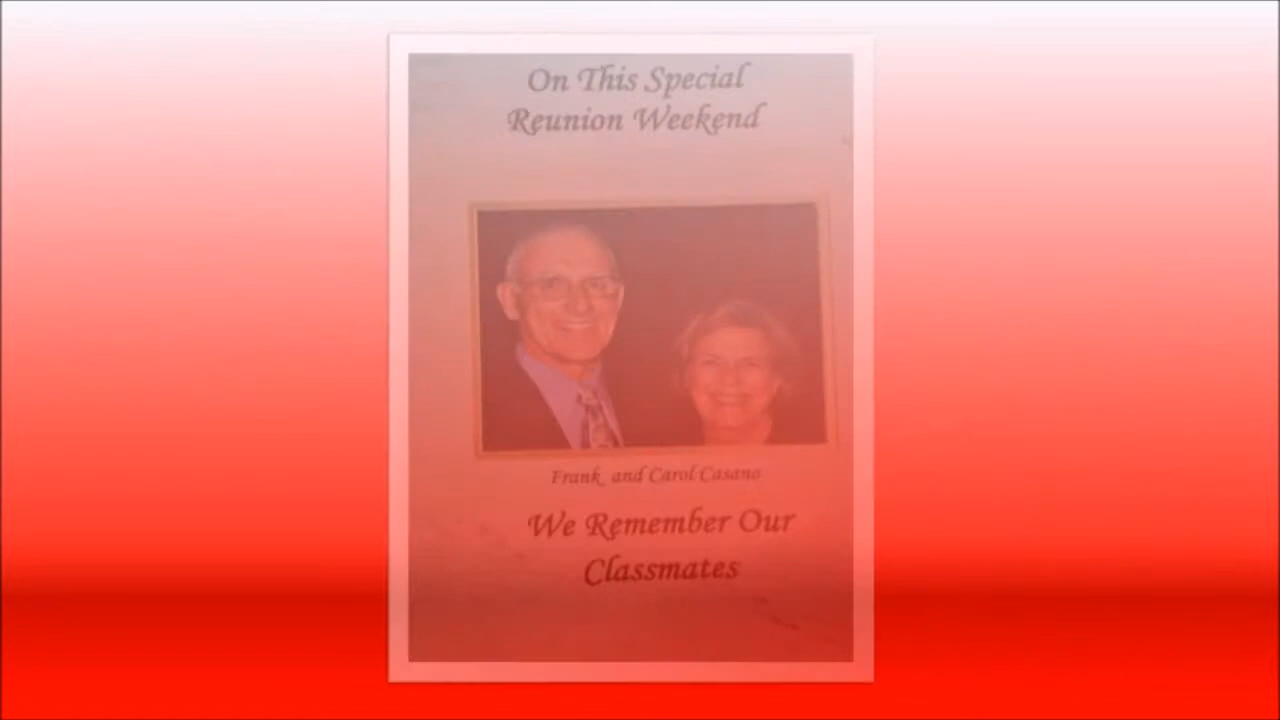 On This Special
Reunion Weekend
Frank and Carol Casano
We Remember Our
Classmates